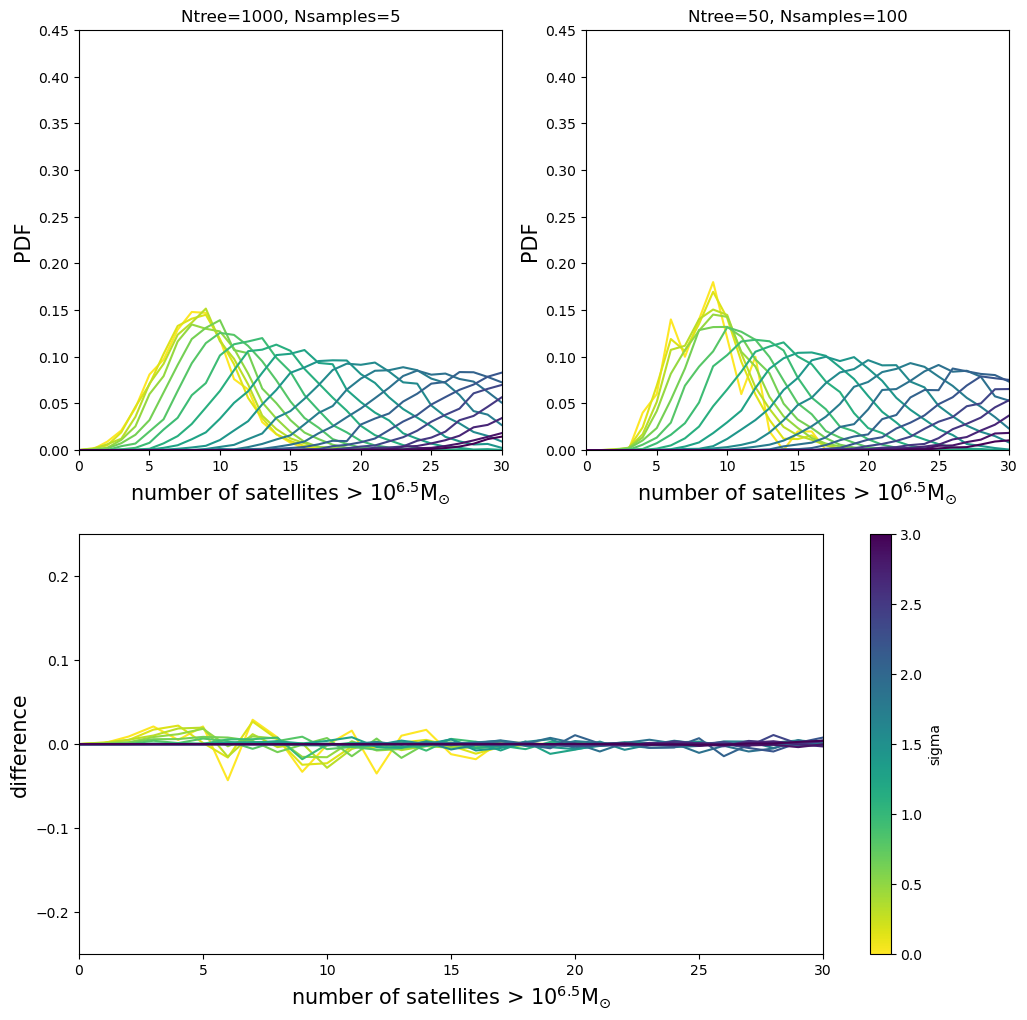 Ntree=1000, Nsamples=5
Ntree=50, Nsamples=100
0.45
0.40
0.35
0.30
0.25
0.20
0.15
0.10
0.05
0.00
PDF
0 5 10 15 20 25 30
number of satellites > 10^6.5 M⊙
0.45
0.40
0.35
0.30
0.25
0.20
0.15
0.10
0.05
0.00
PDF
0 5 10 15 20 25 30
number of satellites > 10^6.5 M⊙
0.2
0.1
0.0
−0.1
−0.2
difference
0 5 10 15 20 25 30
number of satellites > 10^6.5 M⊙
3.0
2.5
2.0
1.5
1.0
0.5
0.0
sigma